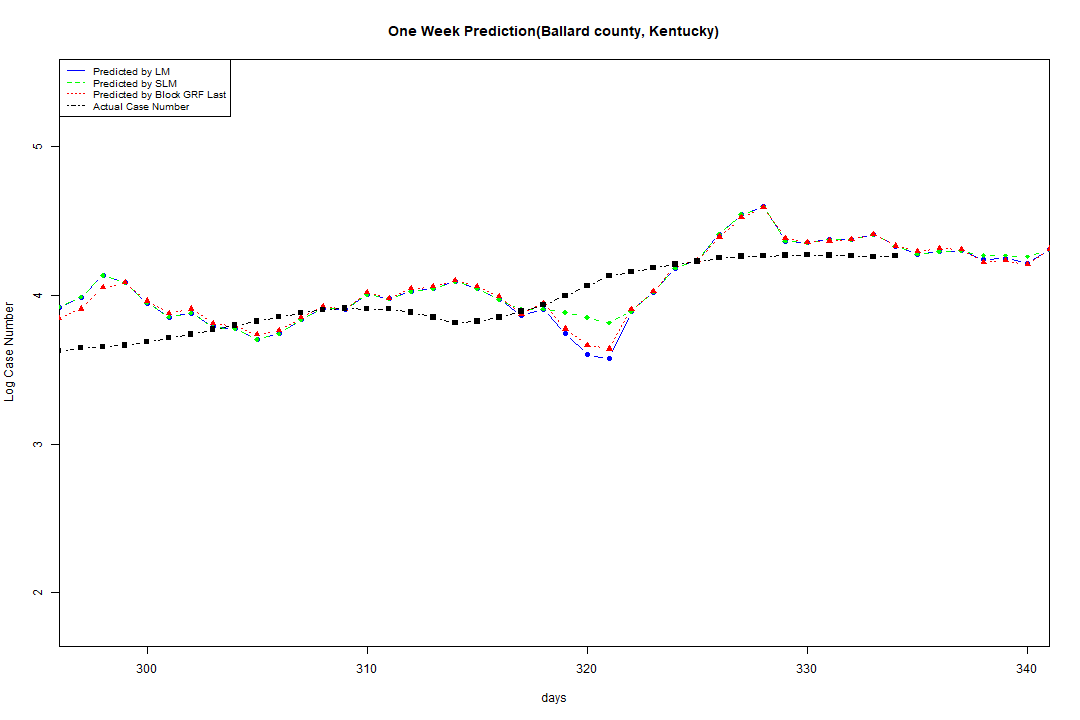 One Week Prediction(Ballard county, Kentucky)
Predicted by LM
Predicted by SLM
Predicted by Block GRF Last
Actual Case Number
5
4
3
2
Log Case Number
300 310 320 330 340
days